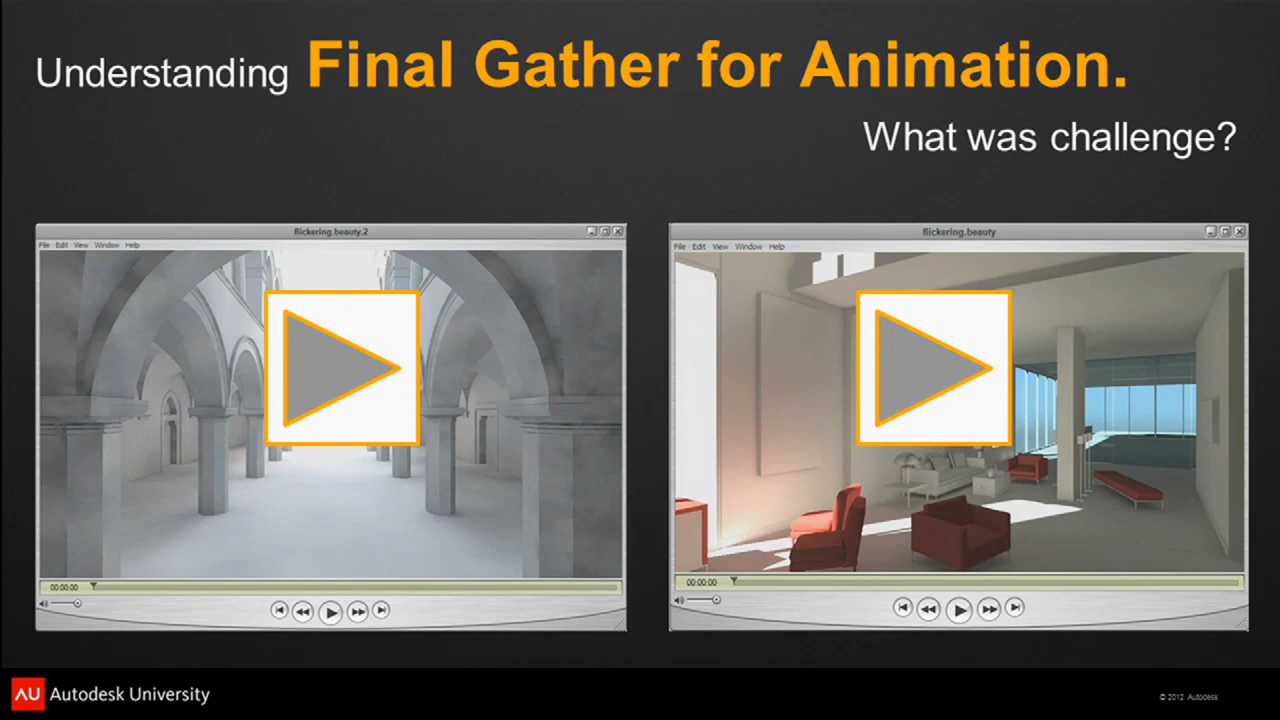 Understanding Final Gather for Animation.
What was challenge?
flickering.beauty.2
File Edit View Window Help
00:00:00
flickering.beauty
File Edit View Window Help
00:00:00
AU Autodesk University
© 2012 Autodesk